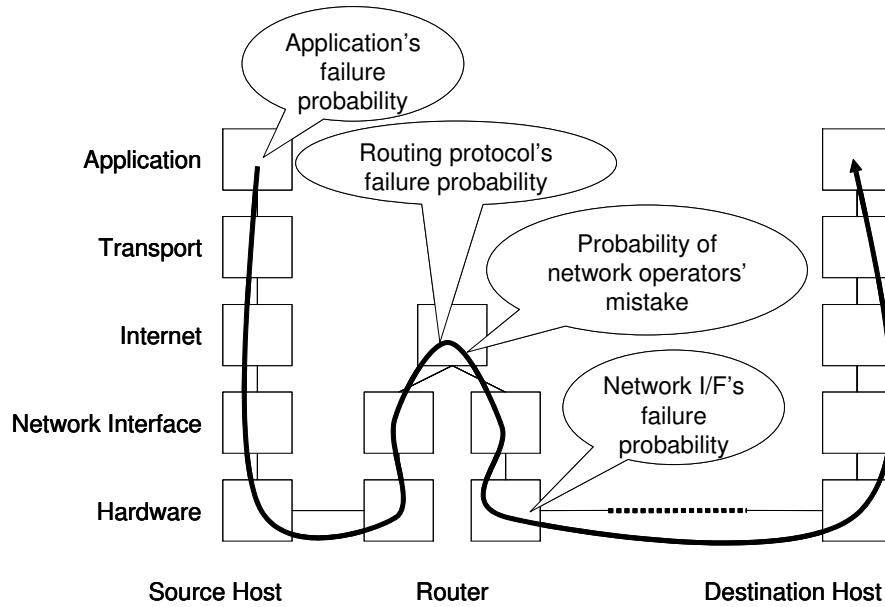 Application's
failure
probability
Application
Routing protocol's
failure probability
Transport
Probability of
network operators'
mistake
Internet
Network I/F's
failure
probability
Network Interface
Hardware
Source Host
Router
Destination Host